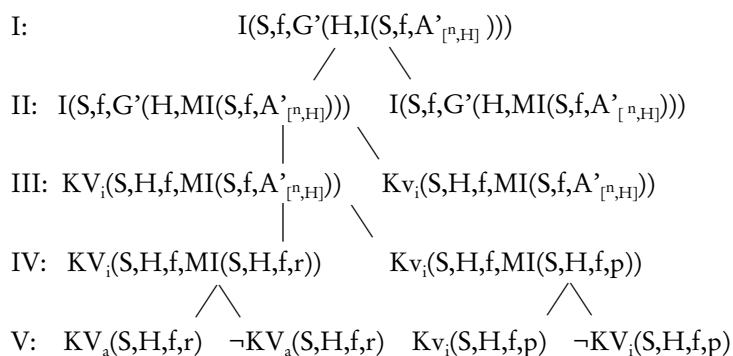 I: I(S,f,G’(H,I(S,f,A’[ⁿ,H] )))
II: I(S,f,G’(H,MI(S,f,A’[ⁿ,H]))) I(S,f,G’(H,MI(S,f,A’[ ⁿ,H])))
III: KVᵢ(S,H,f,MI(S,f,A’[ⁿ,H])) Kvᵢ(S,H,f,MI(S,f,A’[ⁿ,H]))
IV: KVᵢ(S,H,f,MI(S,H,f,r)) Kvᵢ(S,H,f,MI(S,H,f,p))
V: KVₐ(S,H,f,r) ¬KVₐ(S,H,f,r) Kvᵢ(S,H,f,p) ¬KVᵢ(S,H,f,p)